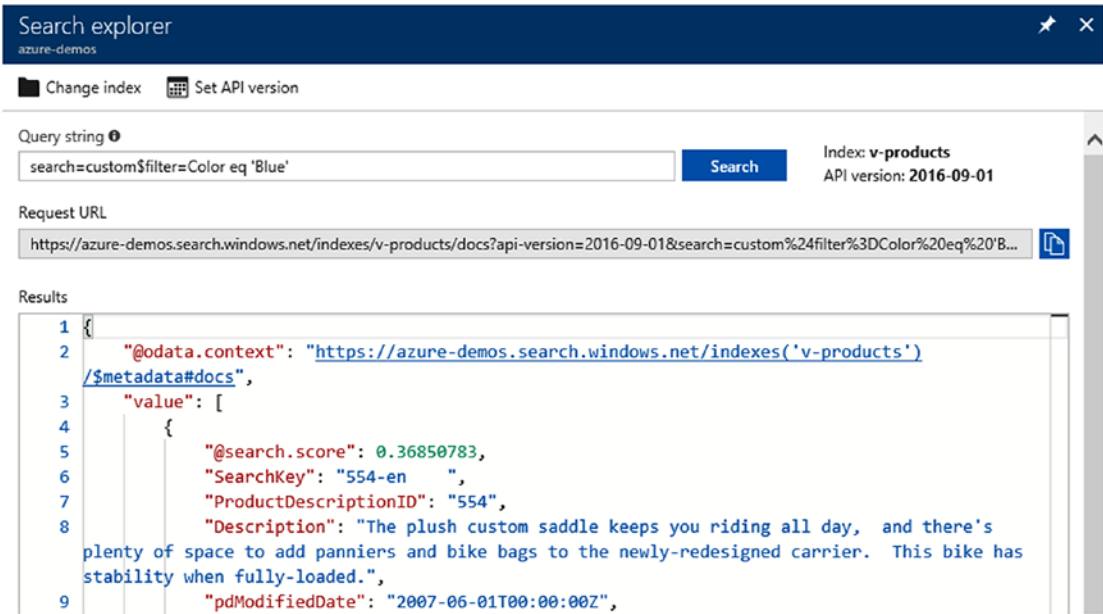 Search explorer
azure-demos
Change index Set API version
Query string
search=custom$filter=Color eq 'Blue'
Search
Index: v-products
API version: 2016-09-01
Request URL
https://azure-demos.search.windows.net/indexes/v-products/docs?api-version=2016-09-01&search=custom%24filter%3DColor%20eq%20'B...
Results
1 {
2 "@odata.context": "https://azure-demos.search.windows.net/indexes('v-products')
/$metadata#docs",
3 "value": [
4 {
5 "@search.score": 0.36850783,
6 "SearchKey": "554-en    ",
7 "ProductDescriptionID": "554",
8 "Description": "The plush custom saddle keeps you riding all day,  and there's
plenty of space to add panniers and bike bags to the newly-redesigned carrier.  This bike has
stability when fully-loaded.",
9 "pdModifiedDate": "2007-06-01T00:00:00Z",